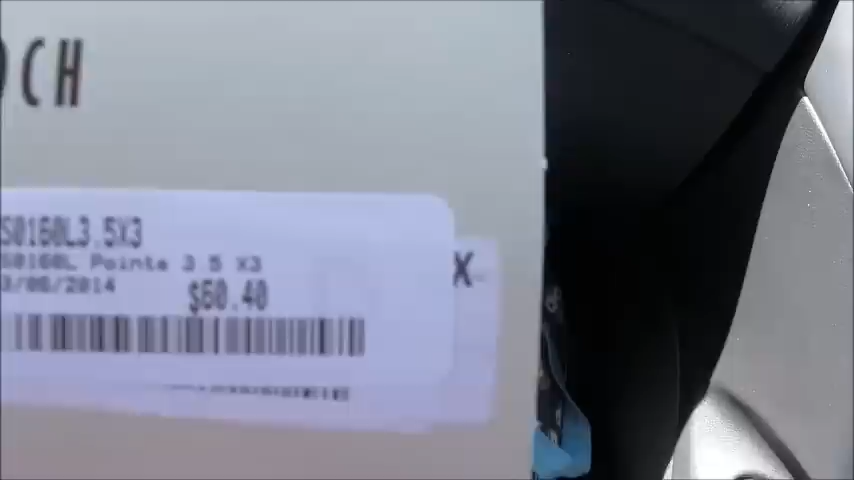 OCH
S0160L3.5X3
S0160L Pointe 3 5 X3
3/06/2014
$60.40
X